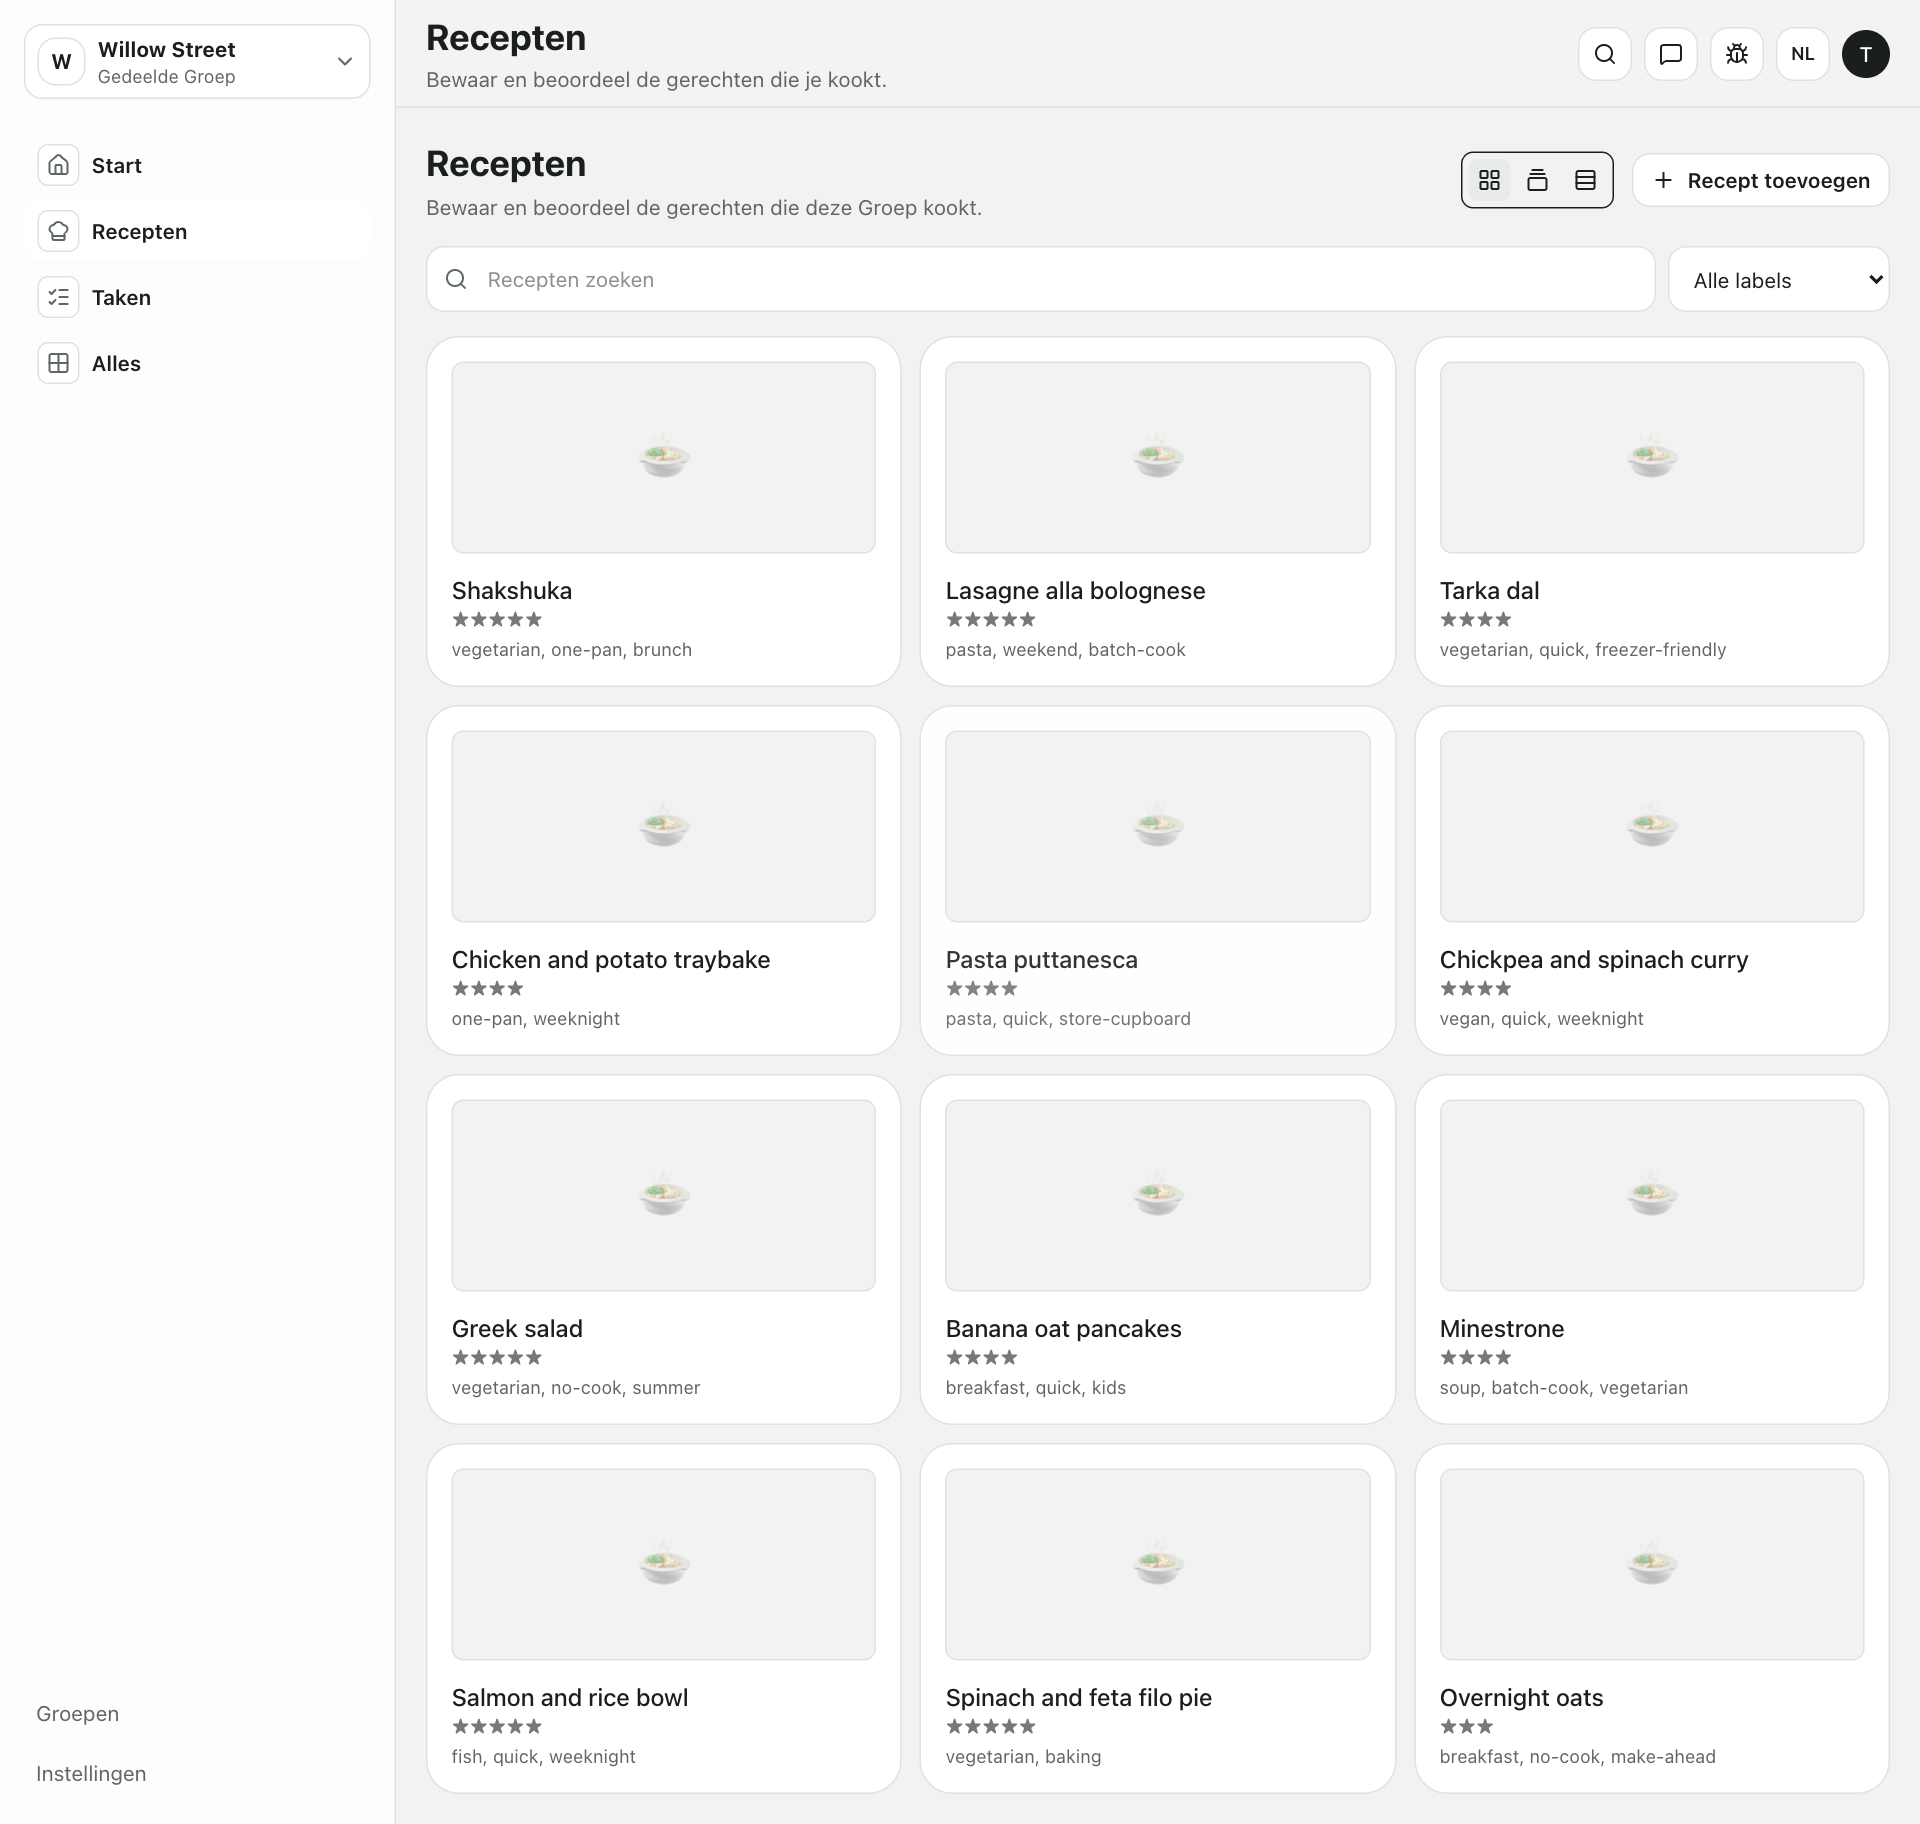 W
Willow Street
Gedeelde Groep
Start
Recepten
Taken
Alles
Groepen
Instellingen
Recepten
Bewaar en beoordeel de gerechten die je kookt.
NL
T
Recepten
Bewaar en beoordeel de gerechten die deze Groep kookt.
Recept toevoegen
Recepten zoeken
Alle labels
Shakshuka
★★★★★
vegetarian, one-pan, brunch
Lasagne alla bolognese
★★★★★
pasta, weekend, batch-cook
Tarka dal
★★★★
vegetarian, quick, freezer-friendly
Chicken and potato traybake
★★★★
one-pan, weeknight
Pasta puttanesca
★★★★
pasta, quick, store-cupboard
Chickpea and spinach curry
★★★★
vegan, quick, weeknight
Greek salad
★★★★★
vegetarian, no-cook, summer
Banana oat pancakes
★★★★
breakfast, quick, kids
Minestrone
★★★★
soup, batch-cook, vegetarian
Salmon and rice bowl
★★★★★
fish, quick, weeknight
Spinach and feta filo pie
★★★★★
vegetarian, baking
Overnight oats
★★★
breakfast, no-cook, make-ahead